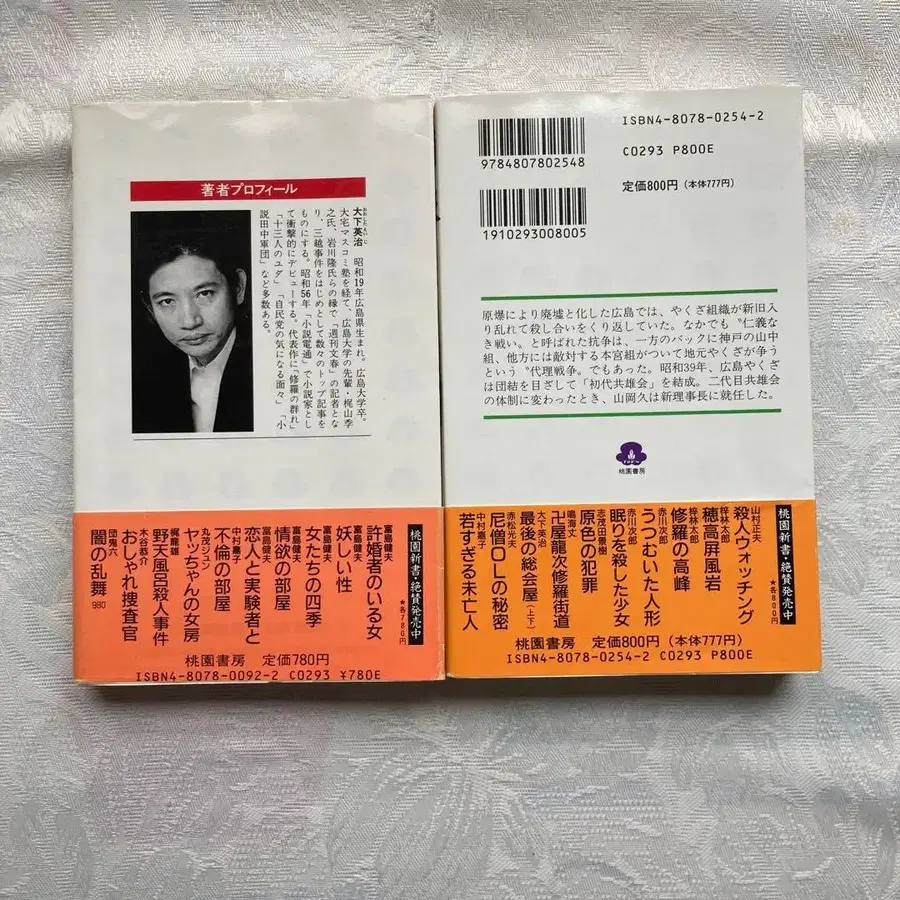 著者プロフィール
大下英治 昭和19年広島県生まれ。広島大学卒。
おおしたえいじ
大宅マスコミ塾を経て、広島大学の先輩・梶山季
之氏、岩川隆氏らの縁で「週刊文春」の記者とな
り、三越事件をはじめとして数々のトップ記事を
ものにする。昭和56年「小説電通」で小説家とし
て衝撃的にデビューする。代表作に「修羅の群れ」
「十三人のユダ」「自民党の気になる面々」「小
説田中軍団」など多数ある。
桃園新書・絶賛発売中
★各780円
富島健夫
許婚者のいる女
富島健夫
妖しい性
富島健夫
女たちの四季
富島健夫
情欲の部屋
富島健夫
恋人と実験者と
中村嘉子
不倫の部屋
丸茂ジュン
ヤッちゃんの女房
梶龍雄
野天風呂殺人事件
木谷恭介
おしゃれ捜査官
団鬼六
闇の乱舞 980
桃園書房 定価780円
ISBN4-8078-0092-2 C0293 ¥780E
ISBN4-8078-0254-2
9784807802548
C0293 P800E
定価800円(本体777円)
1910293008005
原爆により廃墟と化した広島では、やくざ組織が新旧入
り乱れて殺し合いをくり返していた。なかでも〝仁義な
き戦い〟と呼ばれた抗争は、一方のバックに神戸の山中
組、他方には敵対する本宮組がついて地元やくざが争う
という〝代理戦争〟でもあった。昭和39年、広島やくざ
は団結を目ざして「初代共雄会」を結成。二代目共雄会
の体制に変わったとき、山岡久は新理事長に就任した。
桃園書房
桃園新書・絶賛発売中
★各800円
山村正夫
殺人ウォッチング
梓林太郎
穂高屏風岩
梓林太郎
修羅の高峰
赤川次郎
うつむいた人形
赤川次郎
眠りを殺した少女
志茂田景樹
原色の犯罪
鳴海丈
卍屋龍次修羅街道
大下英治
最後の総会屋(上下)
赤松光夫
尼僧OLの秘密
中村嘉子
若すぎる未亡人
桃園書房 定価800円(本体777円)
ISBN4-8078-0254-2 C0293 P800E